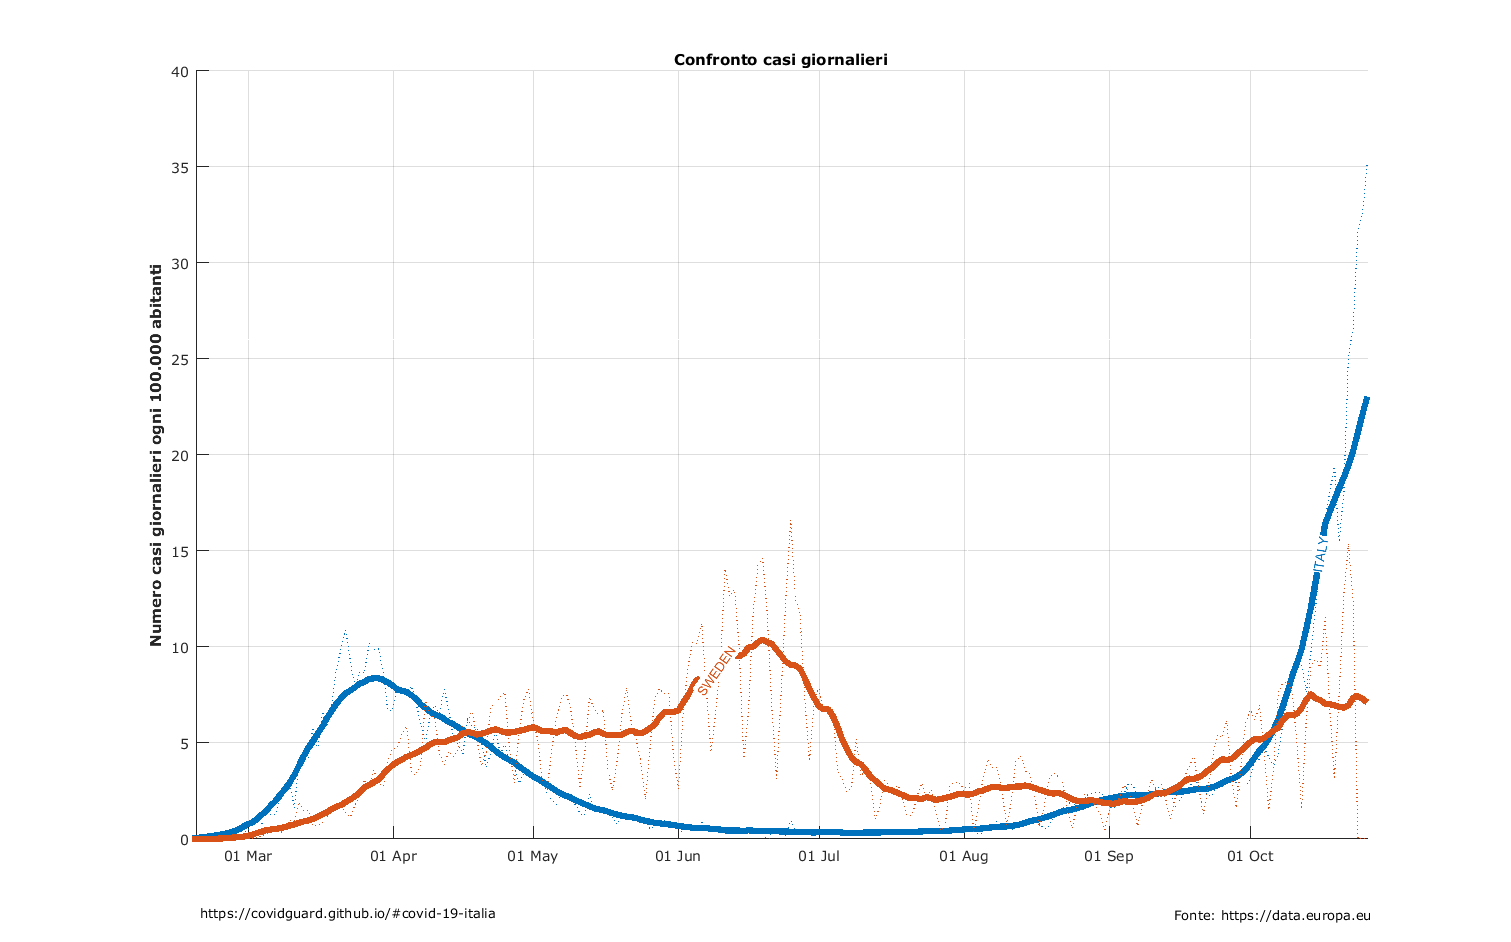 Confronto casi giornalieri
Numero casi giornalieri ogni 100.000 abitanti
40
35
30
25
20
15
10
5
0
SWEDEN
ITALY
01 Mar
01 Apr
01 May
01 Jun
01 Jul
01 Aug
01 Sep
01 Oct
https://covidguard.github.io/#covid-19-italia
Fonte: https://data.europa.eu